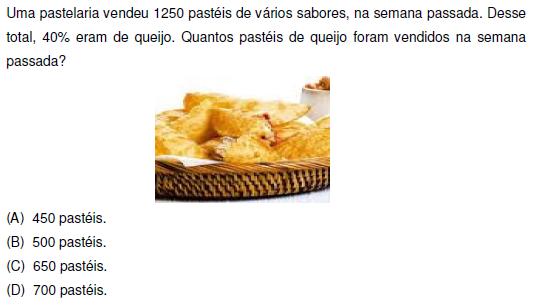 Uma pastelaria vendeu 1250 pastéis de vários sabores, na semana passada. Desse
total, 40% eram de queijo. Quantos pastéis de queijo foram vendidos na semana
passada?
(A) 450 pastéis.
(B) 500 pastéis.
(C) 650 pastéis.
(D) 700 pastéis.